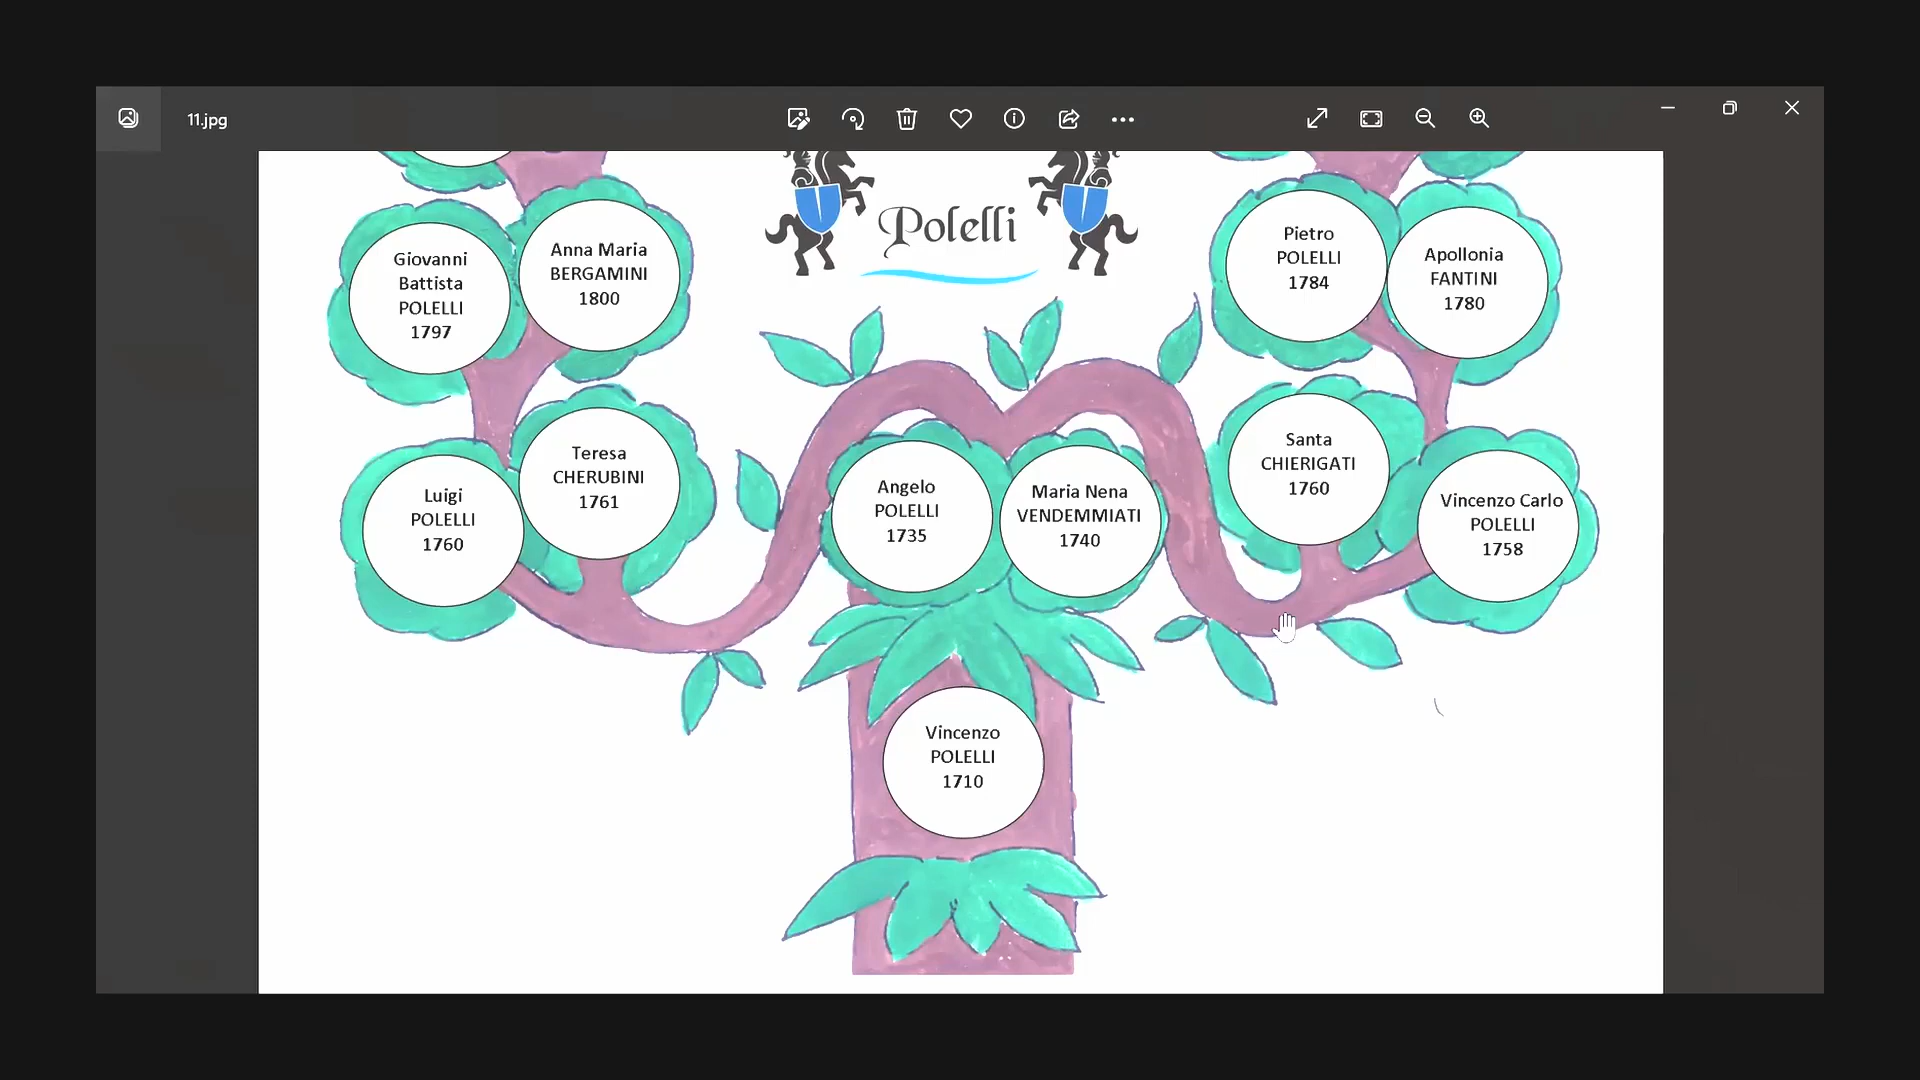 11.jpg
Polelli
Giovanni
Battista
POLELLI
1797
Anna Maria
BERGAMINI
1800
Pietro
POLELLI
1784
Apollonia
FANTINI
1780
Luigi
POLELLI
1760
Teresa
CHERUBINI
1761
Angelo
POLELLI
1735
Maria Nena
VENDEMMIATI
1740
Santa
CHIERIGATI
1760
Vincenzo Carlo
POLELLI
1758
Vincenzo
POLELLI
1710